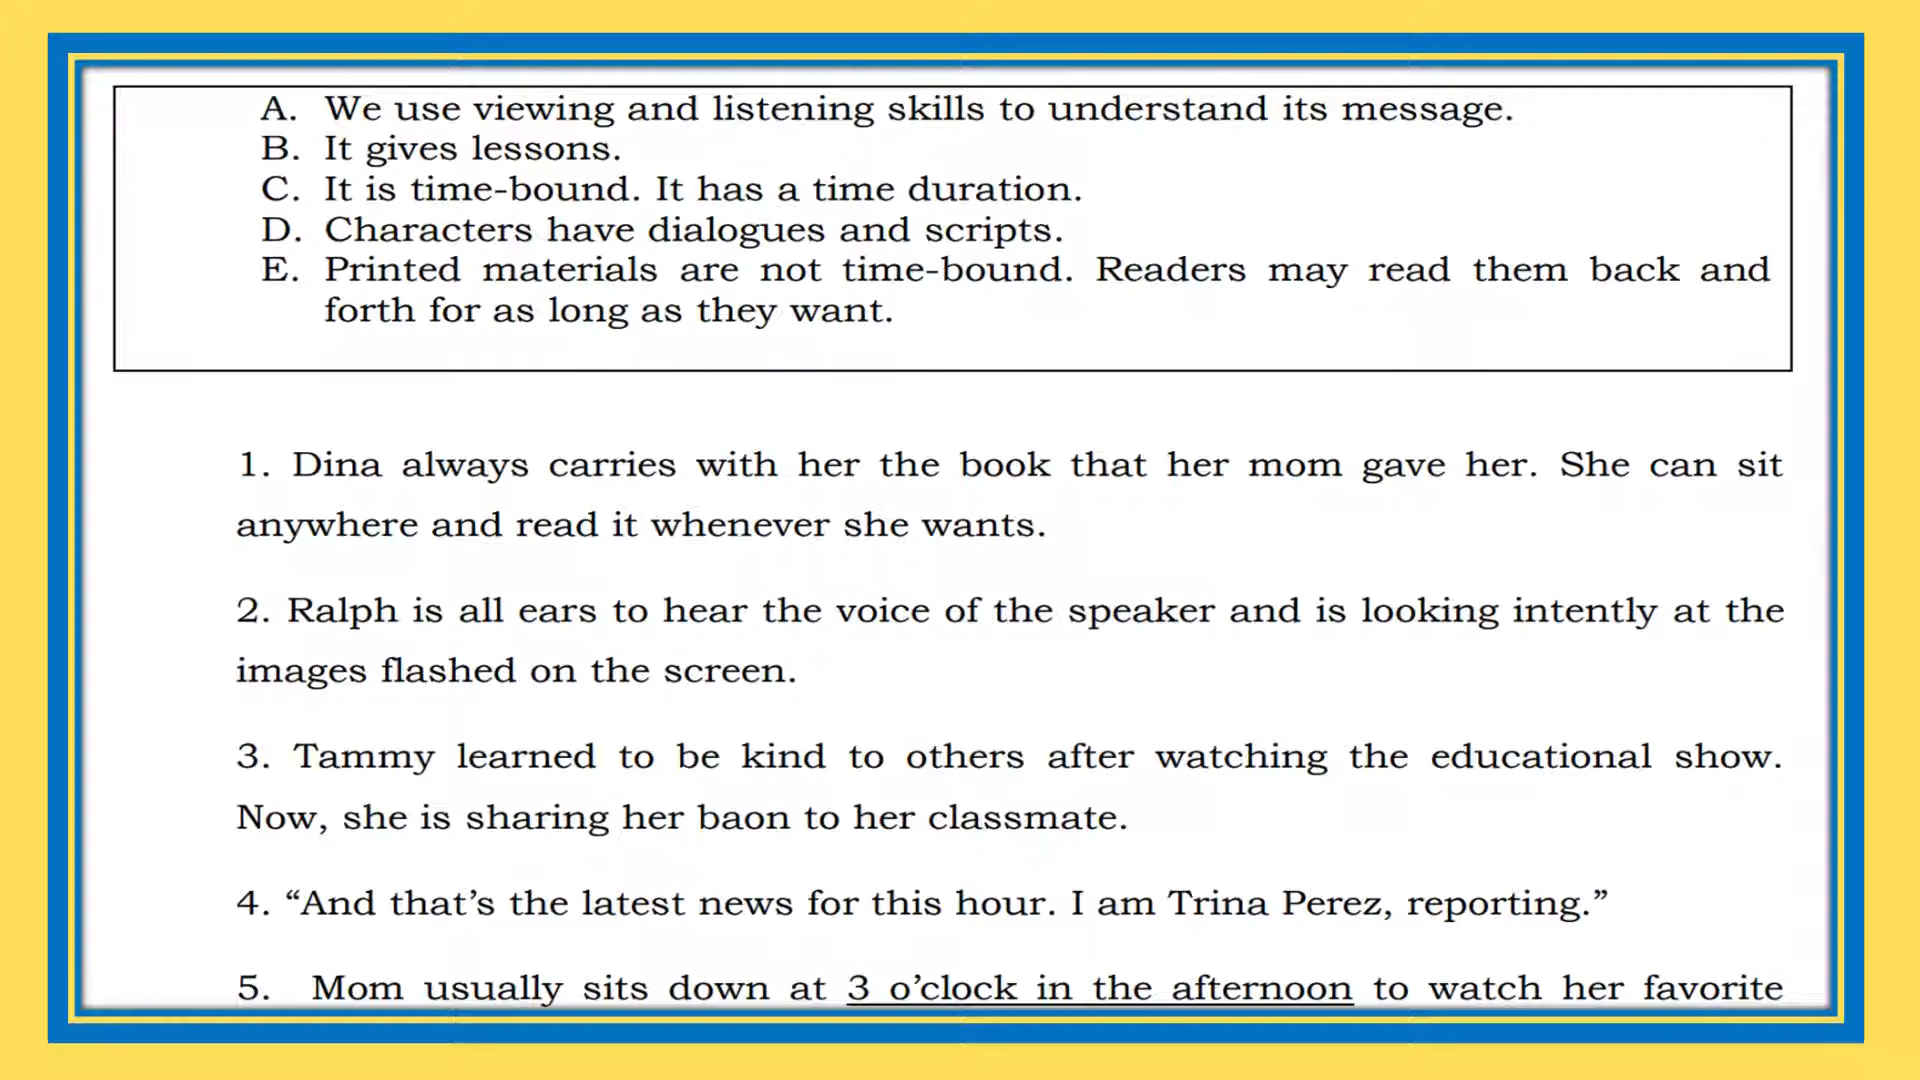 A. We use viewing and listening skills to understand its message.
B. It gives lessons.
C. It is time-bound. It has a time duration.
D. Characters have dialogues and scripts.
E. Printed materials are not time-bound. Readers may read them back and
forth for as long as they want.
1. Dina always carries with her the book that her mom gave her. She can sit
anywhere and read it whenever she wants.
2. Ralph is all ears to hear the voice of the speaker and is looking intently at the
images flashed on the screen.
3. Tammy learned to be kind to others after watching the educational show.
Now, she is sharing her baon to her classmate.
4. “And that’s the latest news for this hour. I am Trina Perez, reporting.”
5. Mom usually sits down at 3 o’clock in the afternoon to watch her favorite